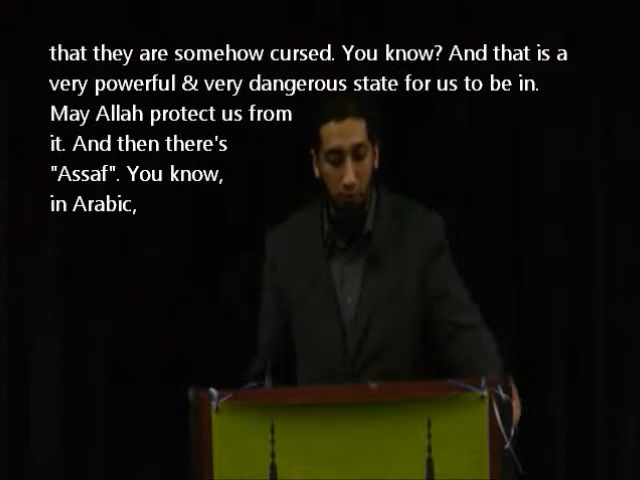 that they are somehow cursed. You know? And that is a
very powerful & very dangerous state for us to be in.
May Allah protect us from
it. And then there's
"Assaf". You know,
in Arabic,